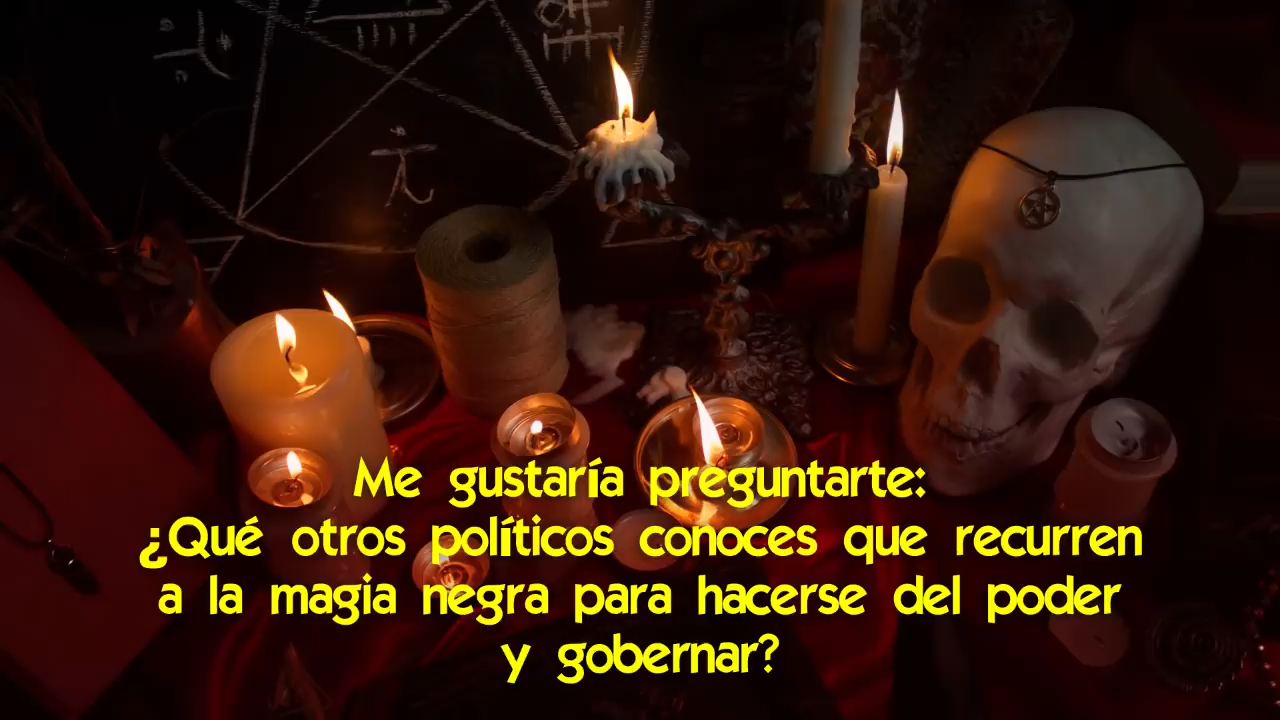 Me gustaría preguntarte:
¿Qué otros políticos conoces que recurren
a la magia negra para hacerse del poder
y gobernar?